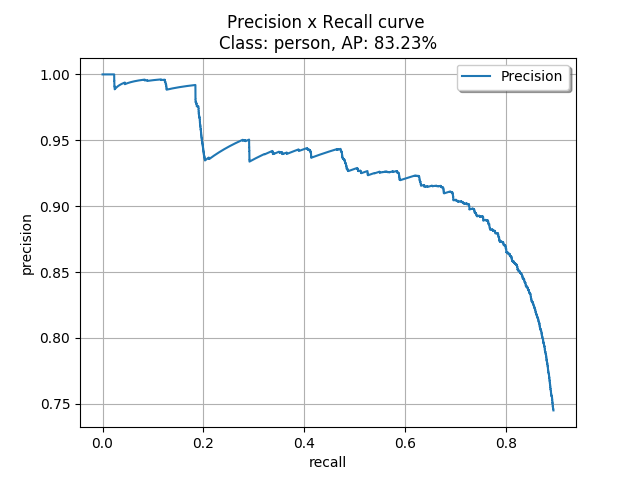 Precision x Recall curve
Class: person, AP: 83.23%
Precision
1.00
0.95
0.90
0.85
0.80
0.75
precision
0.0 0.2 0.4 0.6 0.8
recall